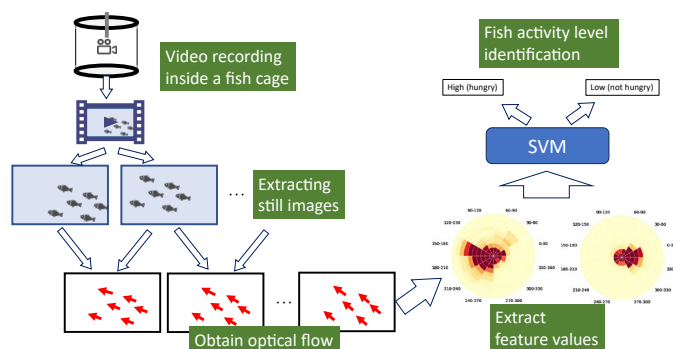 Video recording
inside a fish cage
Extracting
still images
...
...
Obtain optical flow
Fish activity level
identification
High (hungry)
Low (not hungry)
SVM
90-120
60-90
120-150
30-60
150-180
0-30
180-210
330-360
210-240
300-330
240-270
270-300
90-120
60-90
120-150
30-60
150-180
0-3
180-210
330
210-240
300-330
240-270
270-300
Extract
feature values